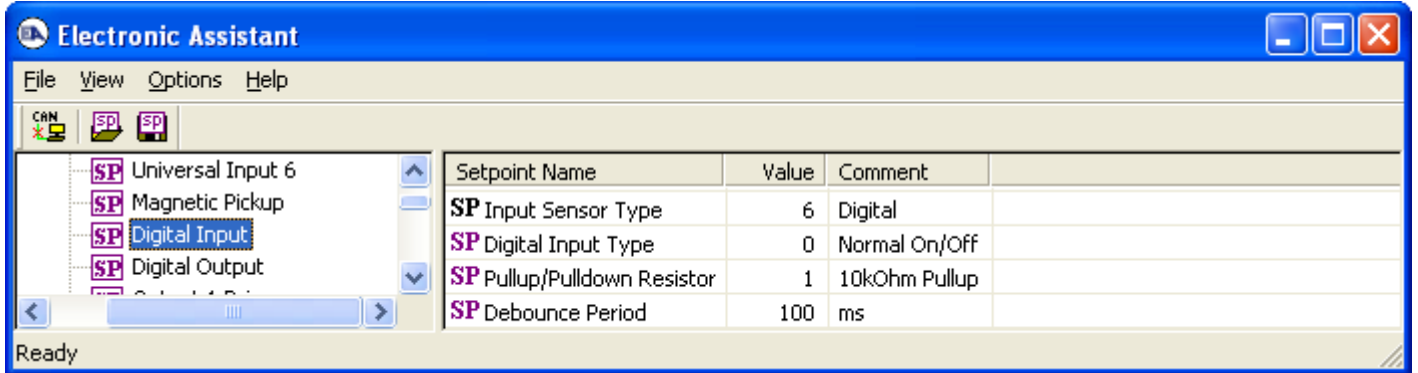 EA Electronic Assistant
File View Options Help
CAN SP SP
SP Universal Input 6
SP Magnetic Pickup
SP Digital Input
SP Digital Output
Setpoint Name Value Comment
SP Input Sensor Type 6 Digital
SP Digital Input Type 0 Normal On/Off
SP Pullup/Pulldown Resistor 1 10kOhm Pullup
SP Debounce Period 100 ms
Ready